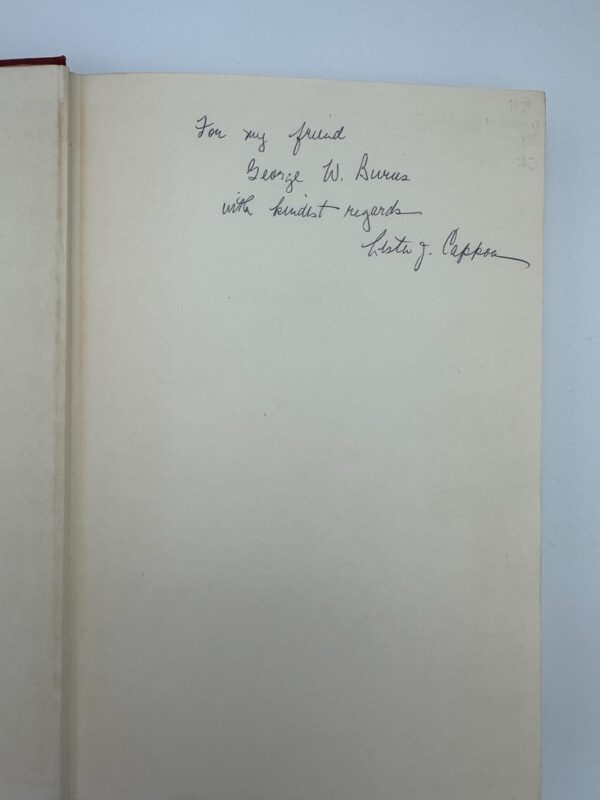 For my friend
George W. Burns
with kindest regards
Lester J. Cappon